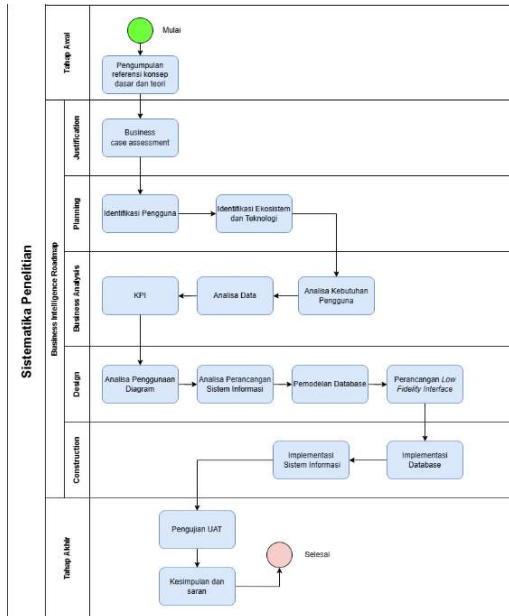 Sistematika Penelitian
Tahap Awal
Mulai
Pengumpulan
referensi konsep
dasar dan teori
Business Intelligence Roadmap
Justification
Business
case assessment
Planning
Identifikasi Pengguna
Identifikasi Ekosistem
dan Teknologi
Business Analysis
KPI
Analisa Data
Analisa Kebutuhan
Pengguna
Design
Analisa Penggunaan
Diagram
Analisa Perancangan
Sistem Informasi
Pemodelan Database
Perancangan Low
Fidelity Interface
Construction
Implementasi
Sistem Informasi
Implementasi
Database
Tahap Akhir
Pengujian UAT
Selesai
Kesimpulan dan
saran